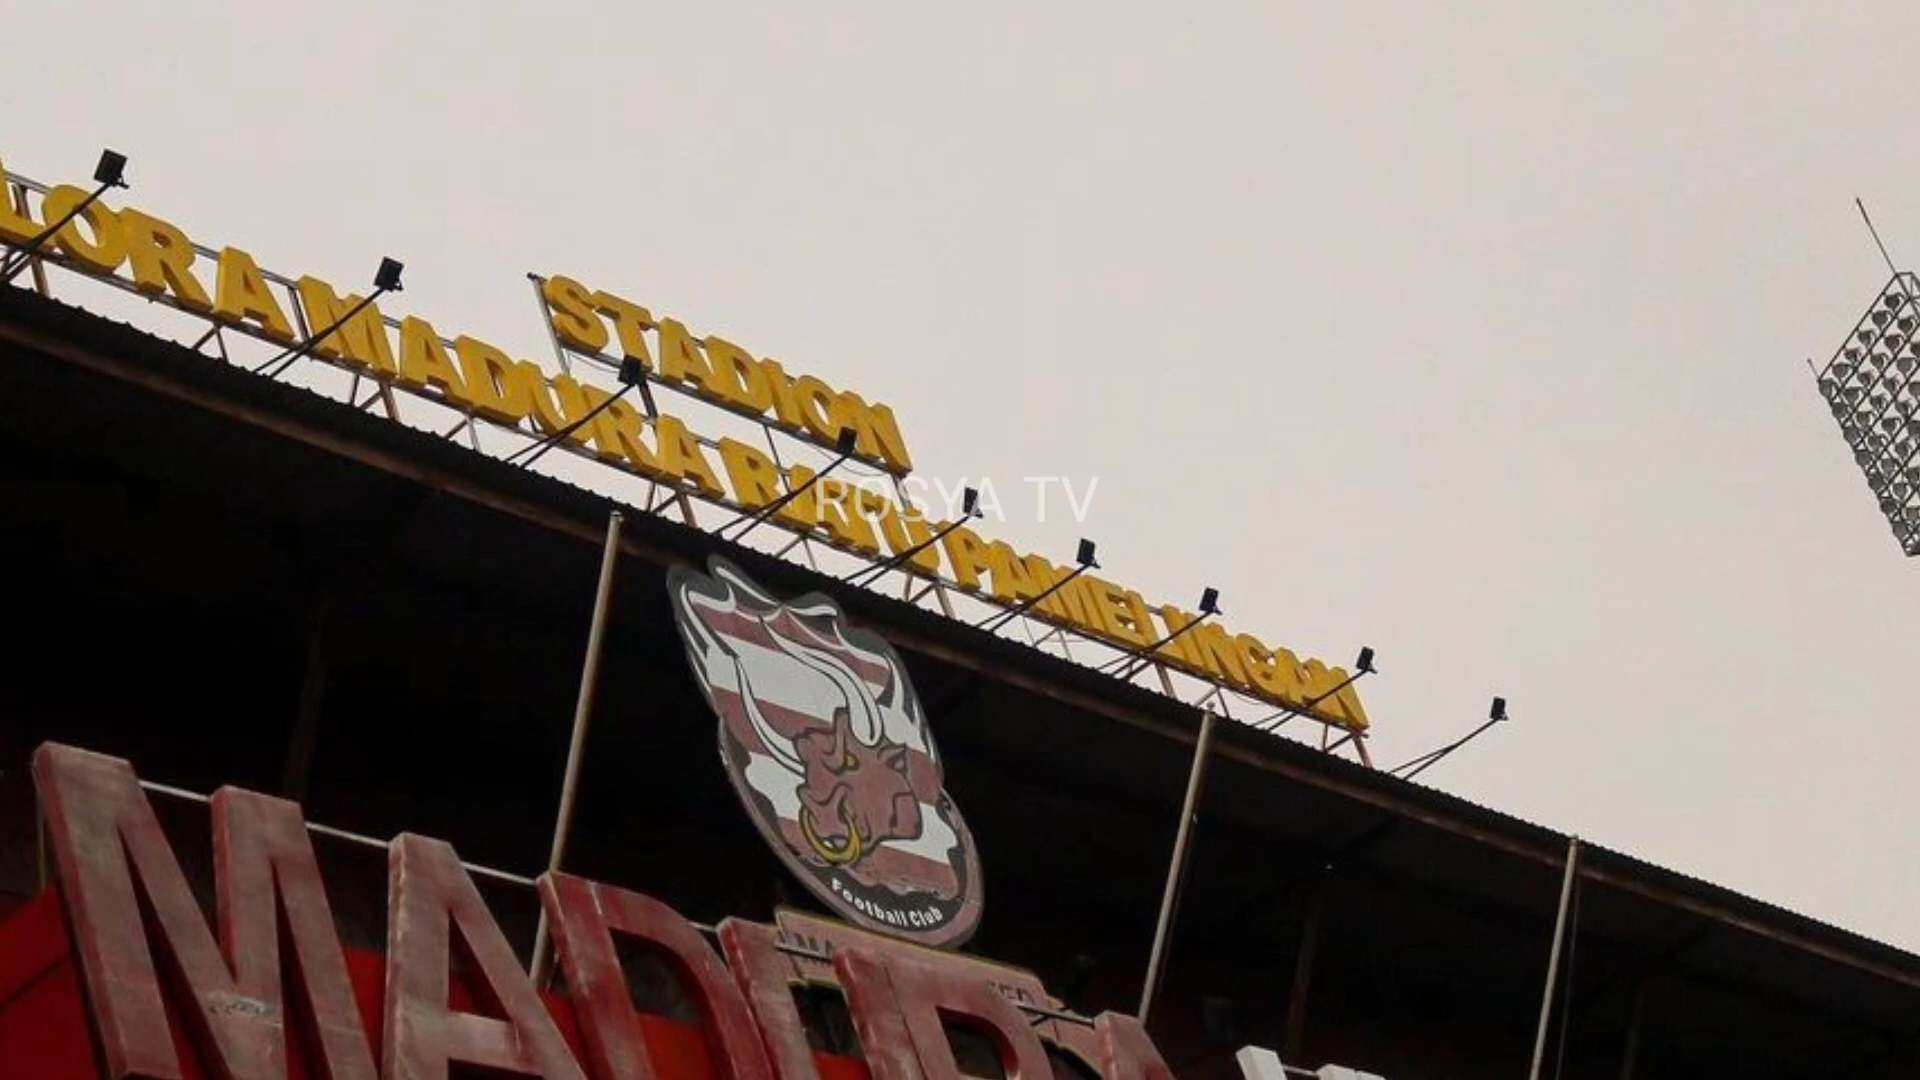 STADION
LORA MADURA RATU PAMELINGAN
ROSYA TV
Football Club
MADURA